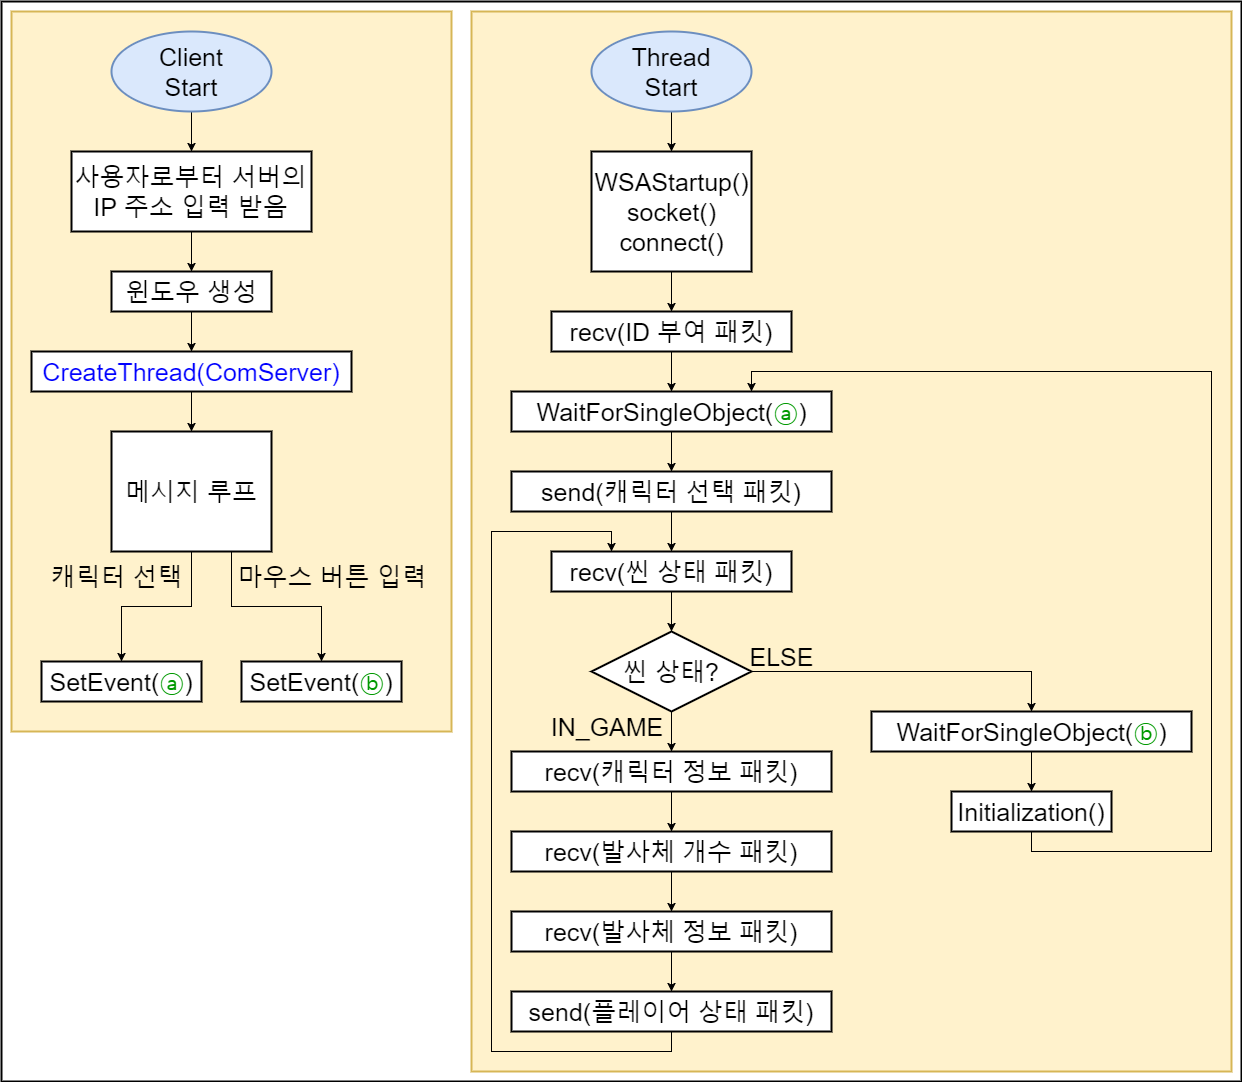 Client
Start
사용자로부터 서버의
IP 주소 입력 받음
윈도우 생성
CreateThread(ComServer)
메시지 루프
캐릭터 선택
마우스 버튼 입력
SetEvent(ⓐ)
SetEvent(ⓑ)
Thread
Start
WSAStartup()
socket()
connect()
recv(ID 부여 패킷)
WaitForSingleObject(ⓐ)
send(캐릭터 선택 패킷)
recv(씬 상태 패킷)
씬 상태?
ELSE
IN_GAME
WaitForSingleObject(ⓑ)
Initialization()
recv(캐릭터 정보 패킷)
recv(발사체 개수 패킷)
recv(발사체 정보 패킷)
send(플레이어 상태 패킷)